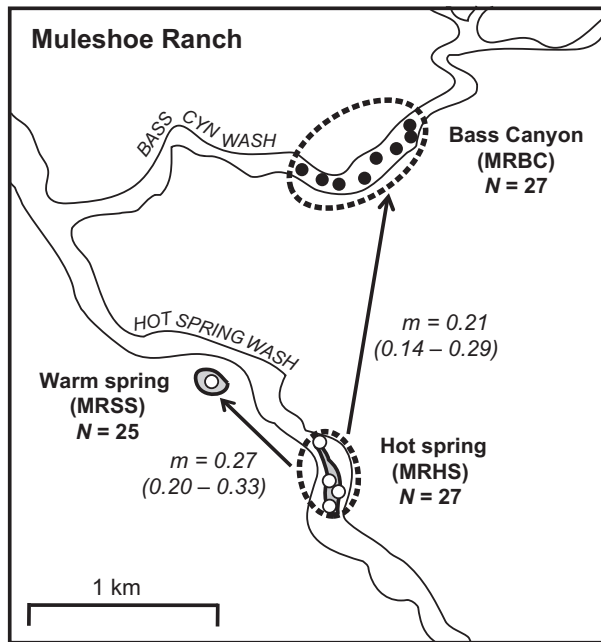 Muleshoe Ranch
BASS CYN WASH
Bass Canyon
(MRBC)
N = 27
HOT SPRING WASH
m = 0.21
(0.14 – 0.29)
Warm spring
(MRSS)
N = 25
Hot spring
(MRHS)
N = 27
m = 0.27
(0.20 – 0.33)
1 km